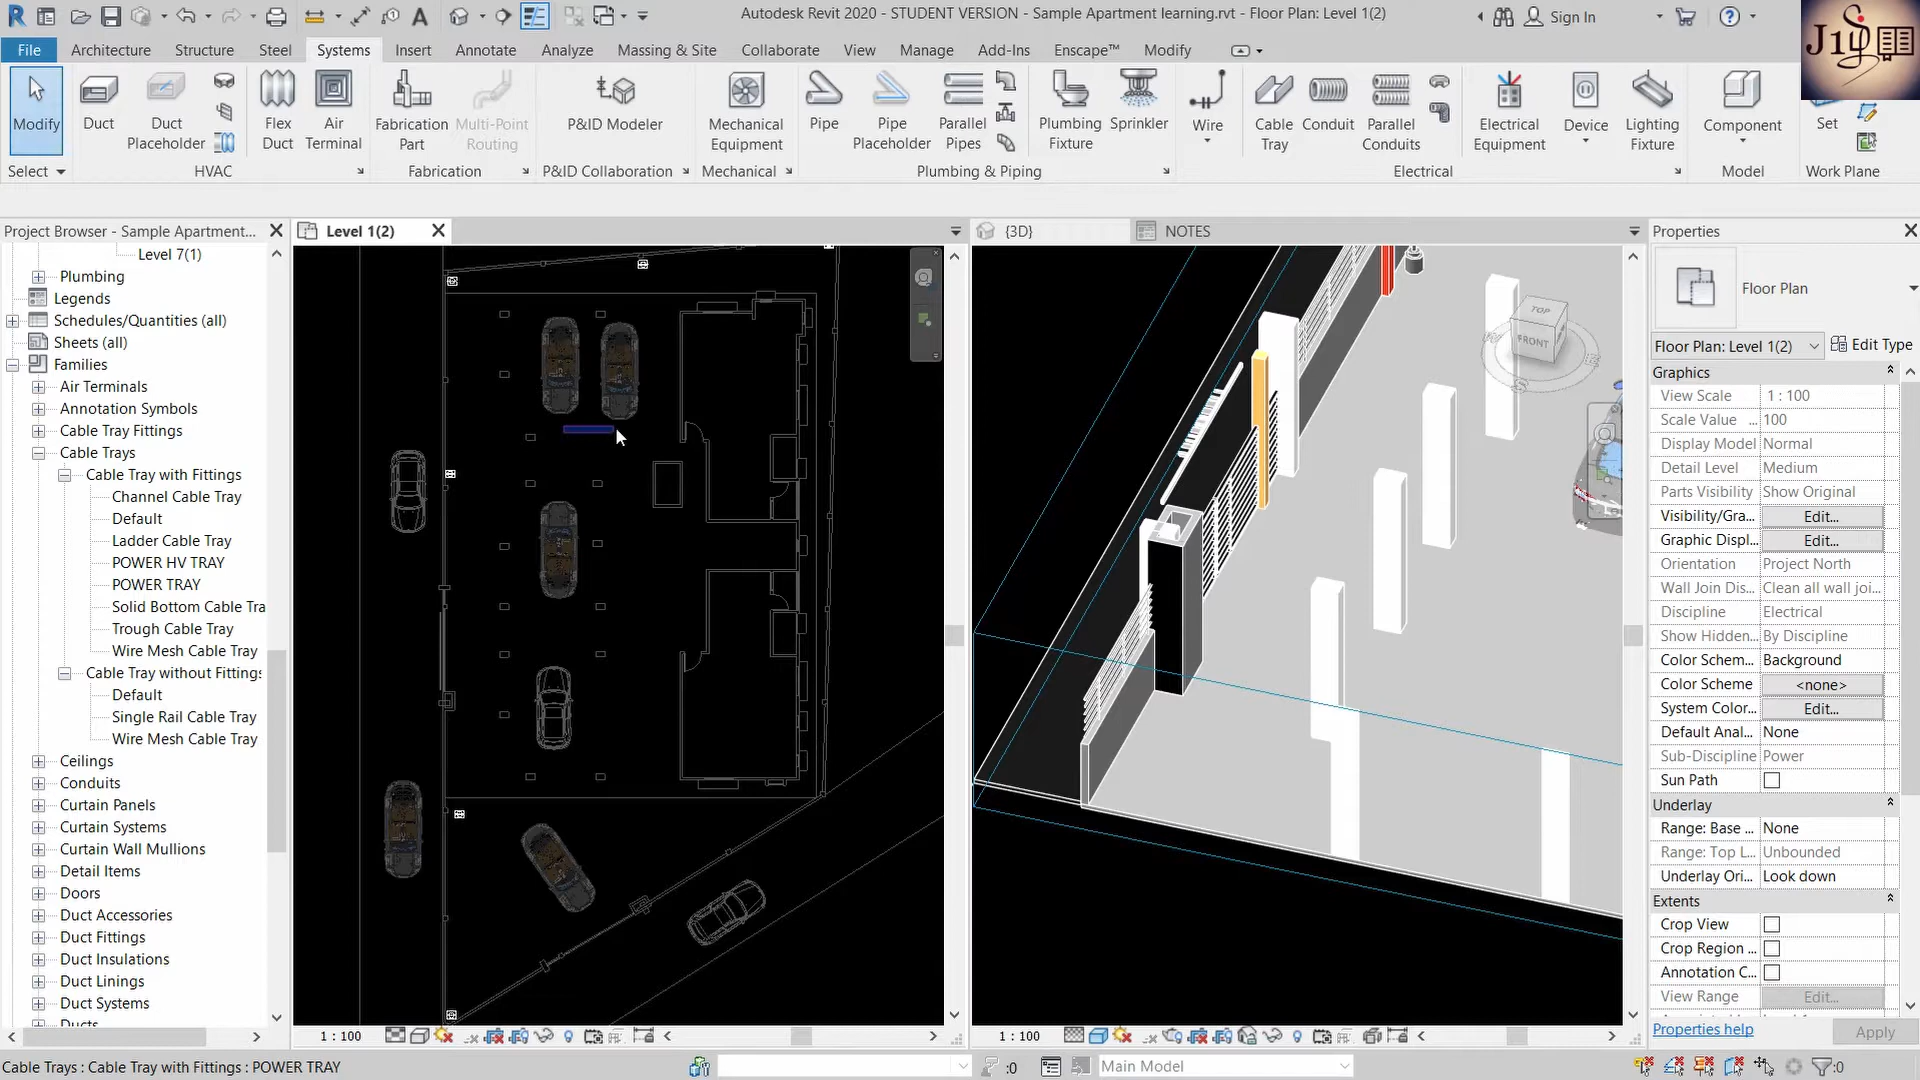 Autodesk Revit 2020 - STUDENT VERSION - Sample Apartment learning.rvt - Floor Plan: Level 1(2)
Sign In
File Architecture Structure Steel Systems Insert Annotate Analyze Massing & Site Collaborate View Manage Add-Ins Enscape™ Modify
Modify
Duct
Duct Placeholder
Flex Duct
Air Terminal
Fabrication Part
Multi-Point Routing
P&ID Modeler
Mechanical Equipment
Pipe
Pipe Placeholder
Parallel Pipes
Plumbing Fixture
Sprinkler
Wire
Cable Tray
Conduit
Parallel Conduits
Electrical Equipment
Device
Lighting Fixture
Component
Set
Select HVAC Fabrication P&ID Collaboration Mechanical Plumbing & Piping Electrical Model Work Plane
Project Browser - Sample Apartment...
Level 7(1)
Plumbing
Legends
Schedules/Quantities (all)
Sheets (all)
Families
Air Terminals
Annotation Symbols
Cable Tray Fittings
Cable Trays
Cable Tray with Fittings
Channel Cable Tray
Default
Ladder Cable Tray
POWER HV TRAY
POWER TRAY
Solid Bottom Cable Tra
Trough Cable Tray
Wire Mesh Cable Tray
Cable Tray without Fittings
Default
Single Rail Cable Tray
Wire Mesh Cable Tray
Ceilings
Conduits
Curtain Panels
Curtain Systems
Curtain Wall Mullions
Detail Items
Doors
Duct Accessories
Duct Fittings
Duct Insulations
Duct Linings
Duct Systems
Ducts
Level 1(2)
1 : 100
{3D}
NOTES
TOP
FRONT
1 : 100
Properties
Floor Plan
Floor Plan: Level 1(2) Edit Type
Graphics
View Scale 1 : 100
Scale Value 100
Display Model Normal
Detail Level Medium
Parts Visibility Show Original
Visibility/Gra... Edit...
Graphic Displ... Edit...
Orientation Project North
Wall Join Dis... Clean all wall joi...
Discipline Electrical
Show Hidden... By Discipline
Color Schem... Background
Color Scheme <none>
System Color... Edit...
Default Anal... None
Sub-Discipline Power
Sun Path
Underlay
Range: Base ... None
Range: Top L... Unbounded
Underlay Ori... Look down
Extents
Crop View
Crop Region ...
Annotation C...
View Range Edit...
Properties help Apply
Cable Trays : Cable Tray with Fittings : POWER TRAY
:0
Main Model
:0